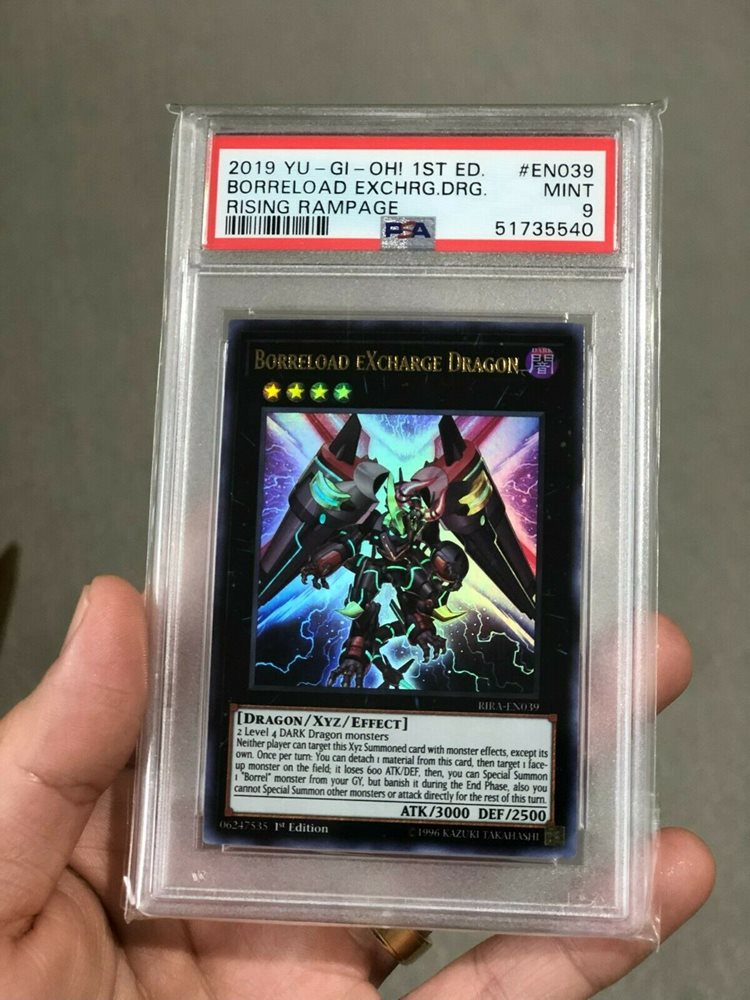 2019 YU-GI-OH! 1ST ED. #EN039
BORRELOAD EXCHRG.DRG. MINT
RISING RAMPAGE 9
PSA 51735540
BORRELOAD EXCHARGE DRAGON
DARK
闇
RIRA-EN039
[DRAGON/XYZ/EFFECT]
2 Level 4 DARK Dragon monsters
Neither player can target this Xyz Summoned card with monster effects, except its
own. Once per turn: You can detach 1 material from this card, then target 1 face-
up monster on the field; it loses 600 ATK/DEF, then, you can Special Summon
1 "Borrel" monster from your GY, but banish it during the End Phase, also you
cannot Special Summon other monsters or attack directly for the rest of this turn.
ATK/3000 DEF/2500
06247535 1st Edition ©1996 KAZUKI TAKAHASHI